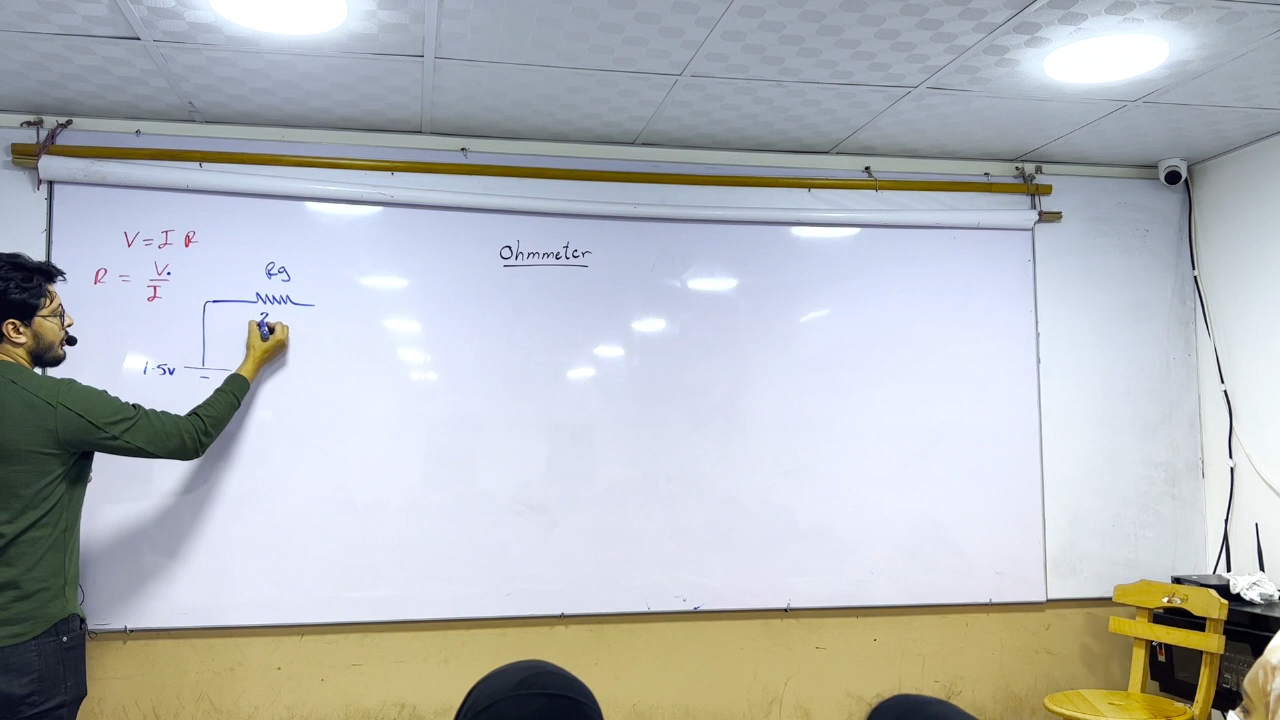 Ohmmeter
V = I R
R = V / I
Rg
1.5v